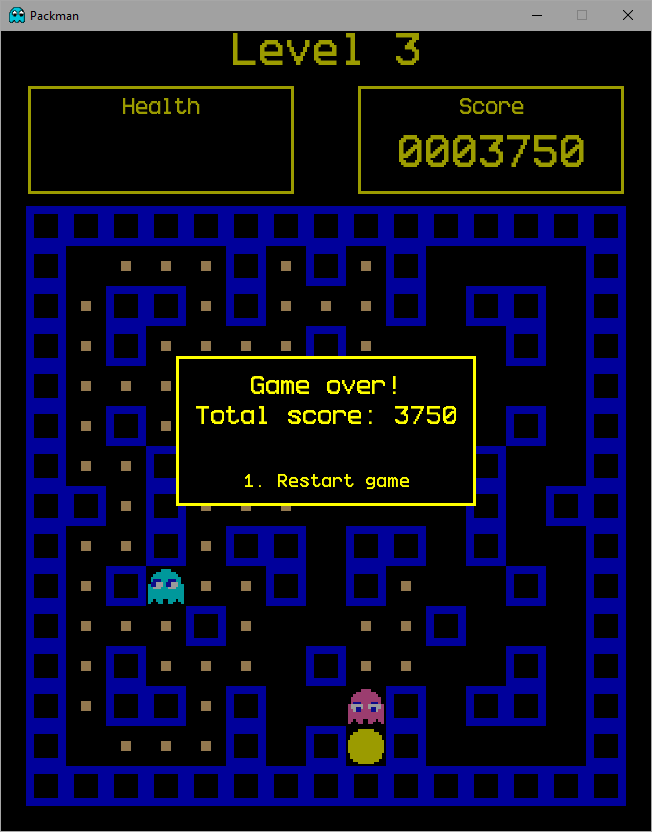 Packman
Level 3
Health
Score
0003750
Game over!
Total score: 3750
1. Restart game